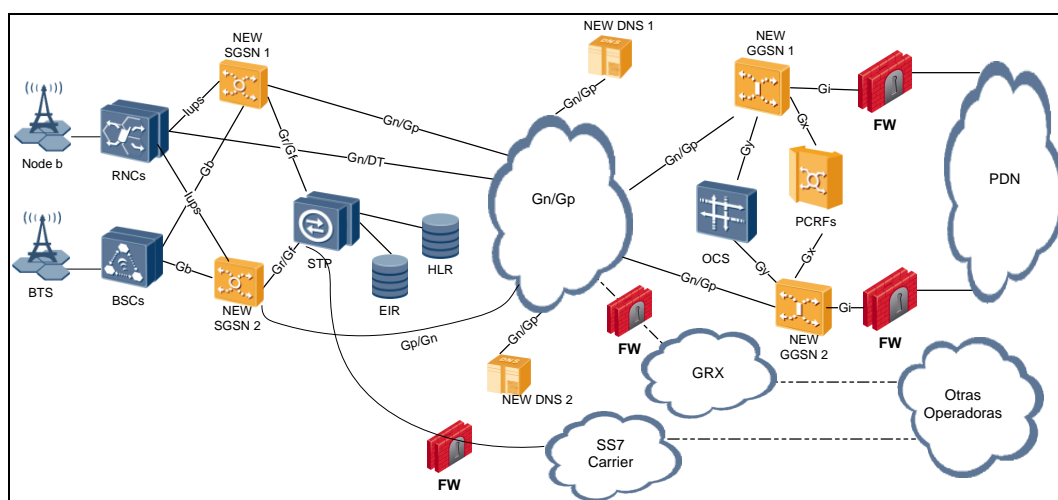 NEW DNS 1
DNS
Gn/Gp
NEW
SGSN 1
NEW
GGSN 1
Gi
FW
Iups
Gn/Gp
Gn/DT
Node b
RNCs
Gb
Gr/Gf
Gn/Gp
Gy
Gx
PCRFs
PDN
Iups
STP
HLR
EIR
Gn/Gp
OCS
Gy
Gx
BTS
BSCs
Gb
Gr/Gf
NEW
SGSN 2
Gp/Gn
Gn/Gp
Gi
FW
NEW
GGSN 2
Gn/Gp
DNS
NEW DNS 2
FW
GRX
Otras
Operadoras
FW
SS7
Carrier